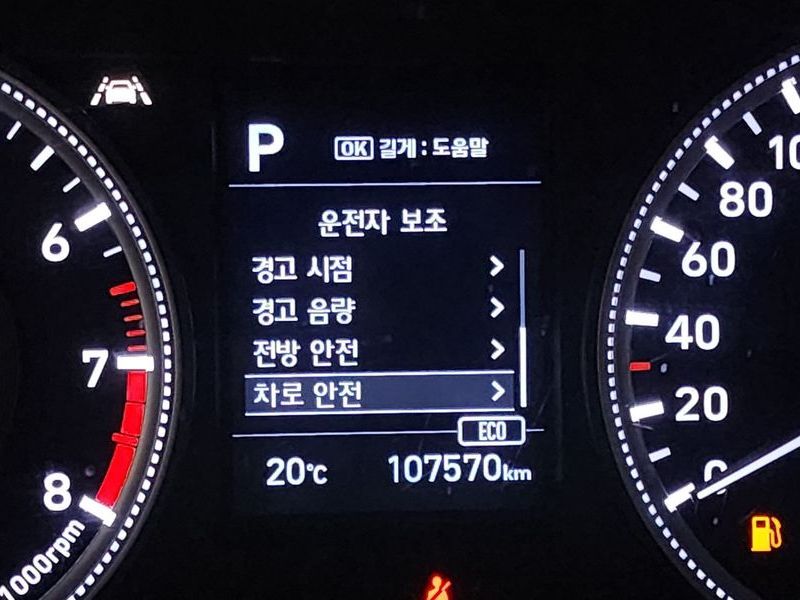 P
OK 길게 : 도움말
운전자 보조
경고 시점 >
경고 음량 >
전방 안전 >
차로 안전 >
ECO
20°C
107570km
6
7
8
1000rpm
80
60
40
20
0